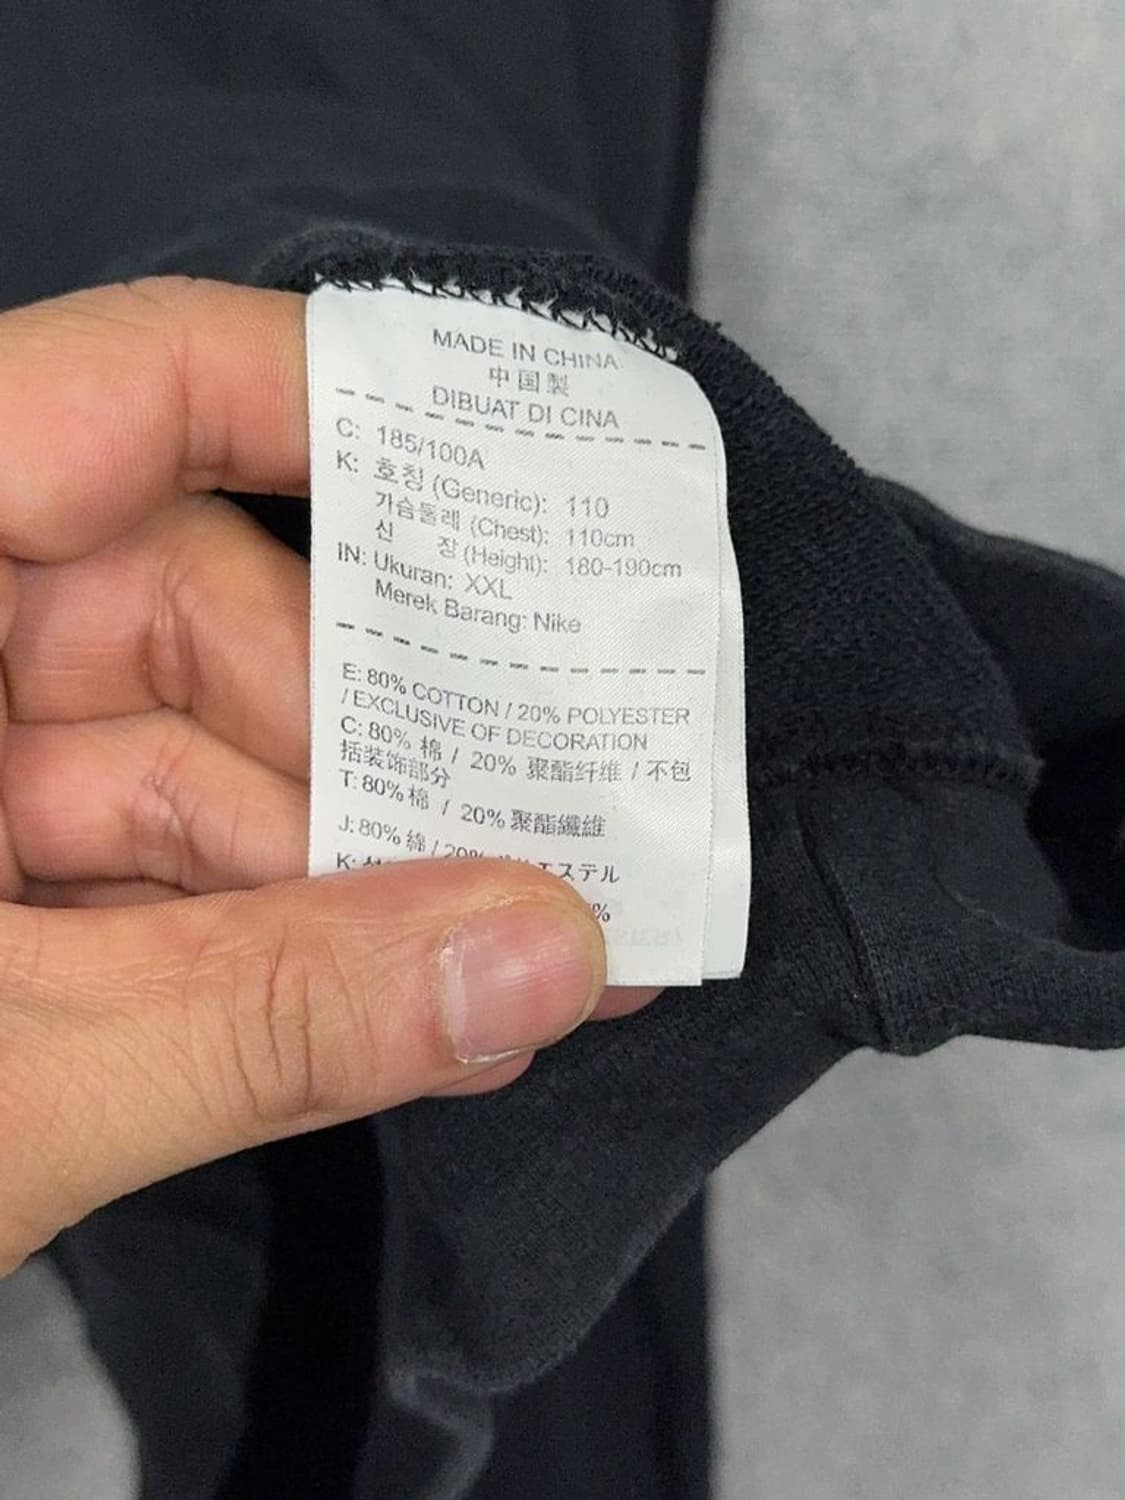 MADE IN CHINA
中国製
DIBUAT DI CINA
C: 185/100A
K: 호칭 (Generic): 110
가슴둘레 (Chest): 110cm
신 장 (Height): 180-190cm
IN: Ukuran: XXL
Merek Barang: Nike
E: 80% COTTON / 20% POLYESTER
/ EXCLUSIVE OF DECORATION
C: 80% 棉 / 20% 聚酯纤维 / 不包
括装饰部分
T: 80% 棉 / 20% 聚酯纖維
J: 80% 綿 / 20% エステル
K:
%